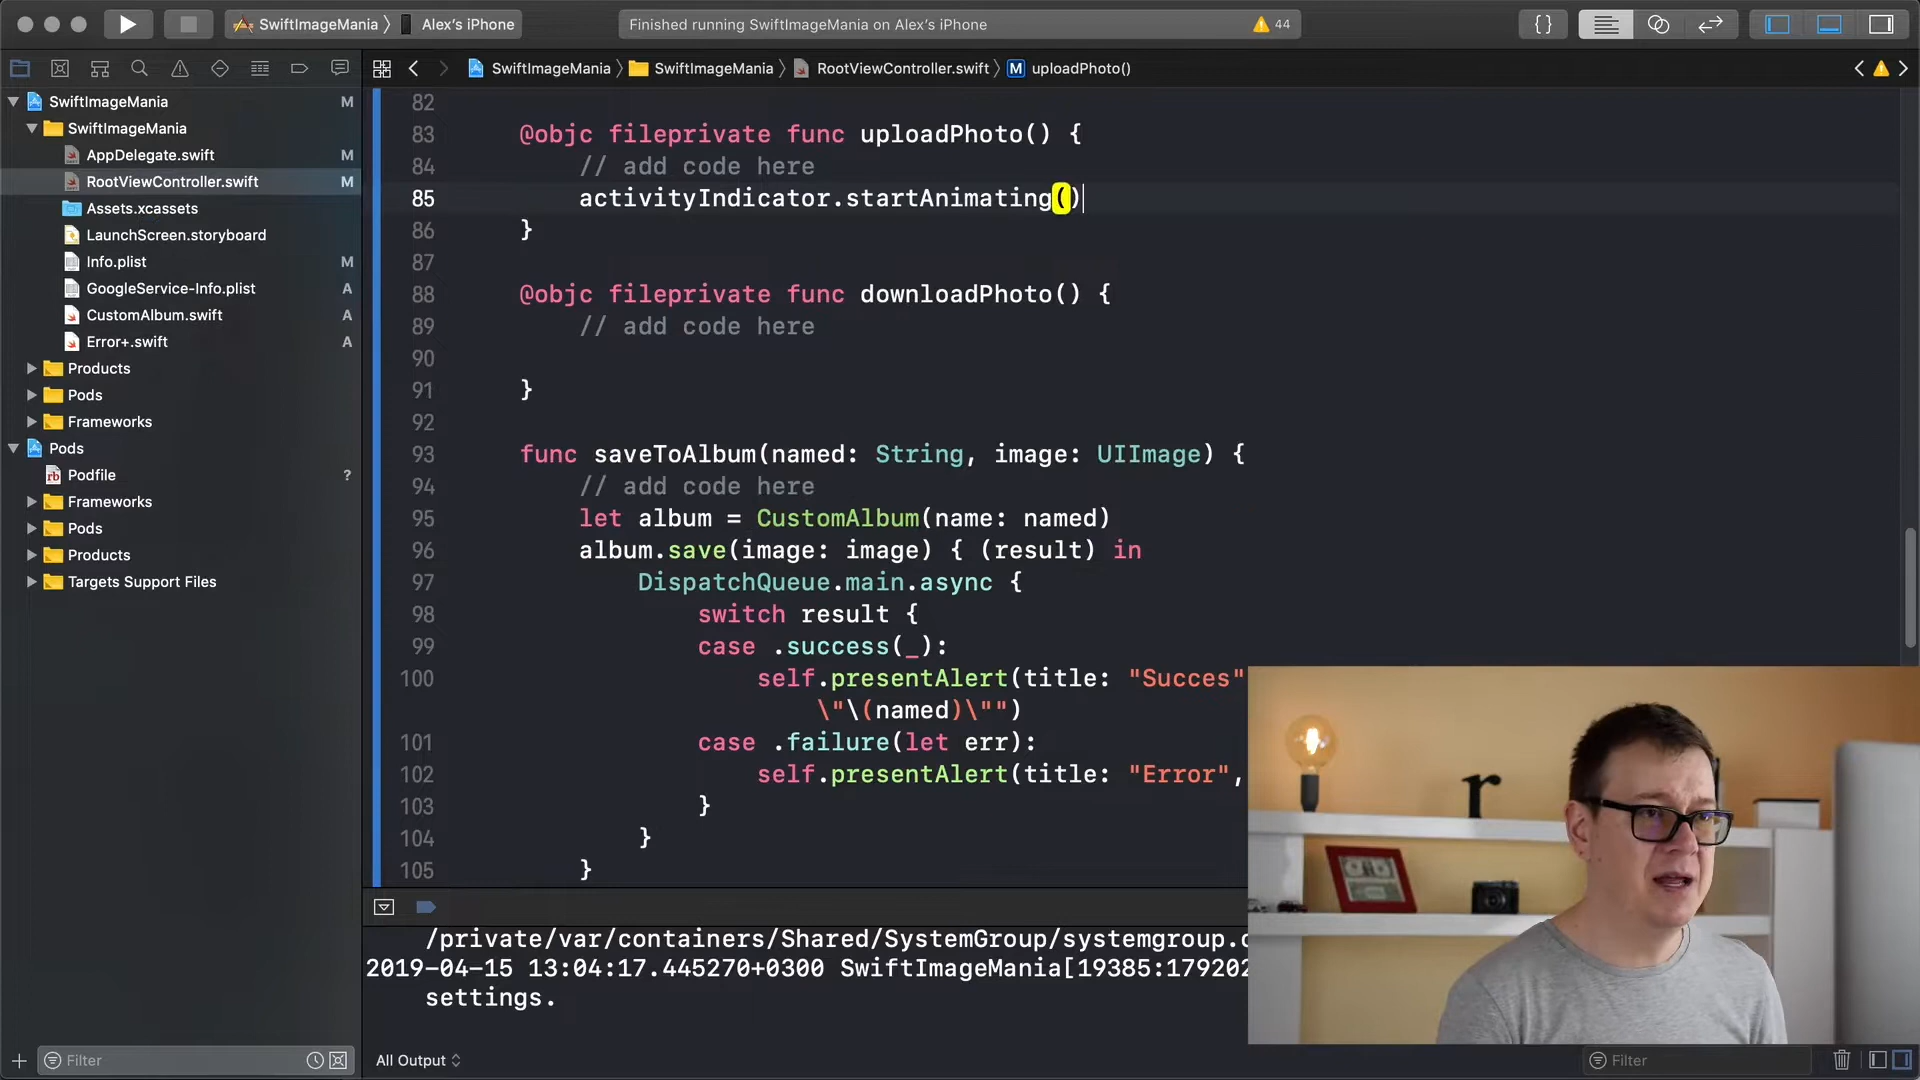 SwiftImageMania
Alex's iPhone
Finished running SwiftImageMania on Alex's iPhone
44
{}
SwiftImageMania
SwiftImageMania
RootViewController.swift
M
uploadPhoto()
SwiftImageMania M
SwiftImageMania
AppDelegate.swift M
RootViewController.swift M
Assets.xcassets
LaunchScreen.storyboard
Info.plist M
GoogleService-Info.plist A
CustomAlbum.swift A
Error+.swift A
Products
Pods
Frameworks
Pods
rb Podfile ?
Frameworks
Pods
Products
Targets Support Files
Filter
82
83 @objc fileprivate func uploadPhoto() {
84 // add code here
85 activityIndicator.startAnimating()
86 }
87
88 @objc fileprivate func downloadPhoto() {
89 // add code here
90
91 }
92
93 func saveToAlbum(named: String, image: UIImage) {
94 // add code here
95 let album = CustomAlbum(name: named)
96 album.save(image: image) { (result) in
97 DispatchQueue.main.async {
98 switch result {
99 case .success(_):
100 self.presentAlert(title: "Succes"
\"\(named)\"")
101 case .failure(let err):
102 self.presentAlert(title: "Error",
103 }
104 }
105 }
/private/var/containers/Shared/SystemGroup/systemgroup.
2019-04-15 13:04:17.445270+0300 SwiftImageMania[19385:179202
settings.
All Output
Filter
r